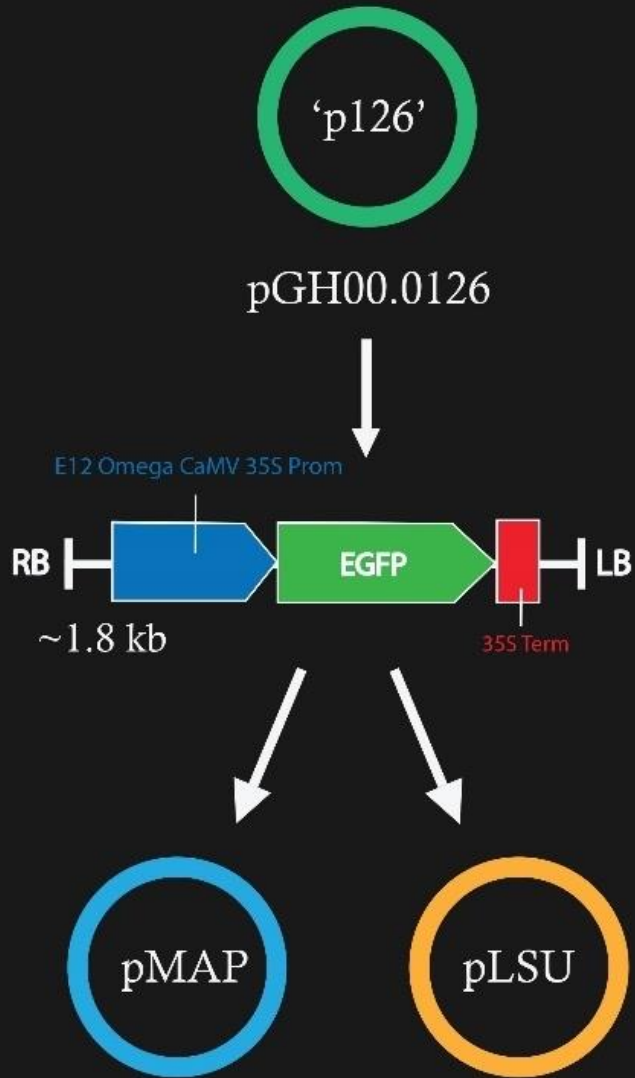 ‘p126’
pGH00.0126
E12 Omega CaMV 35S Prom
RB EGFP LB
~1.8 kb 35S Term
pMAP pLSU